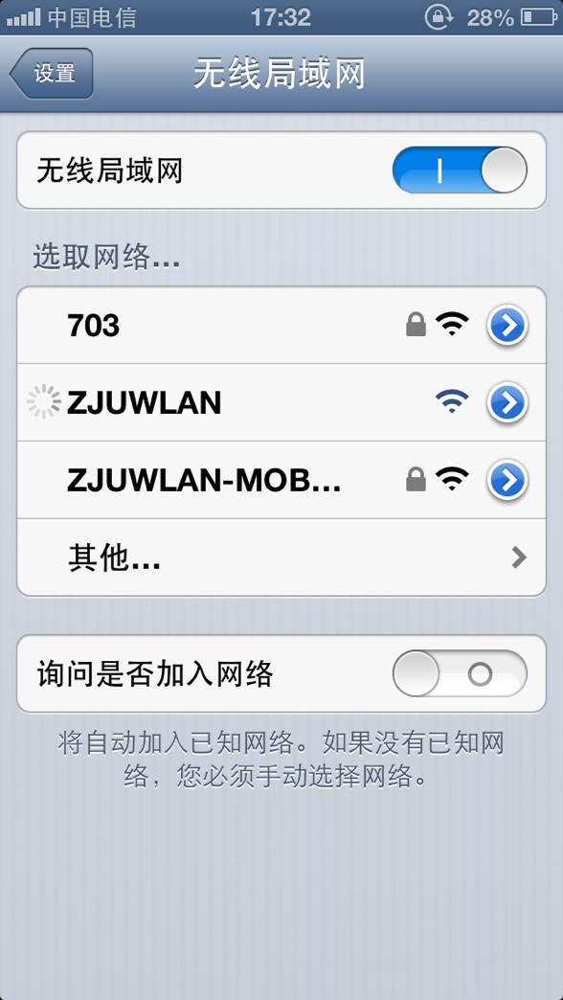 中国电信 17:32 28%
设置 无线局域网
无线局域网
选取网络...
703
ZJUWLAN
ZJUWLAN-MOB...
其他...
询问是否加入网络
将自动加入已知网络。如果没有已知网
络，您必须手动选择网络。